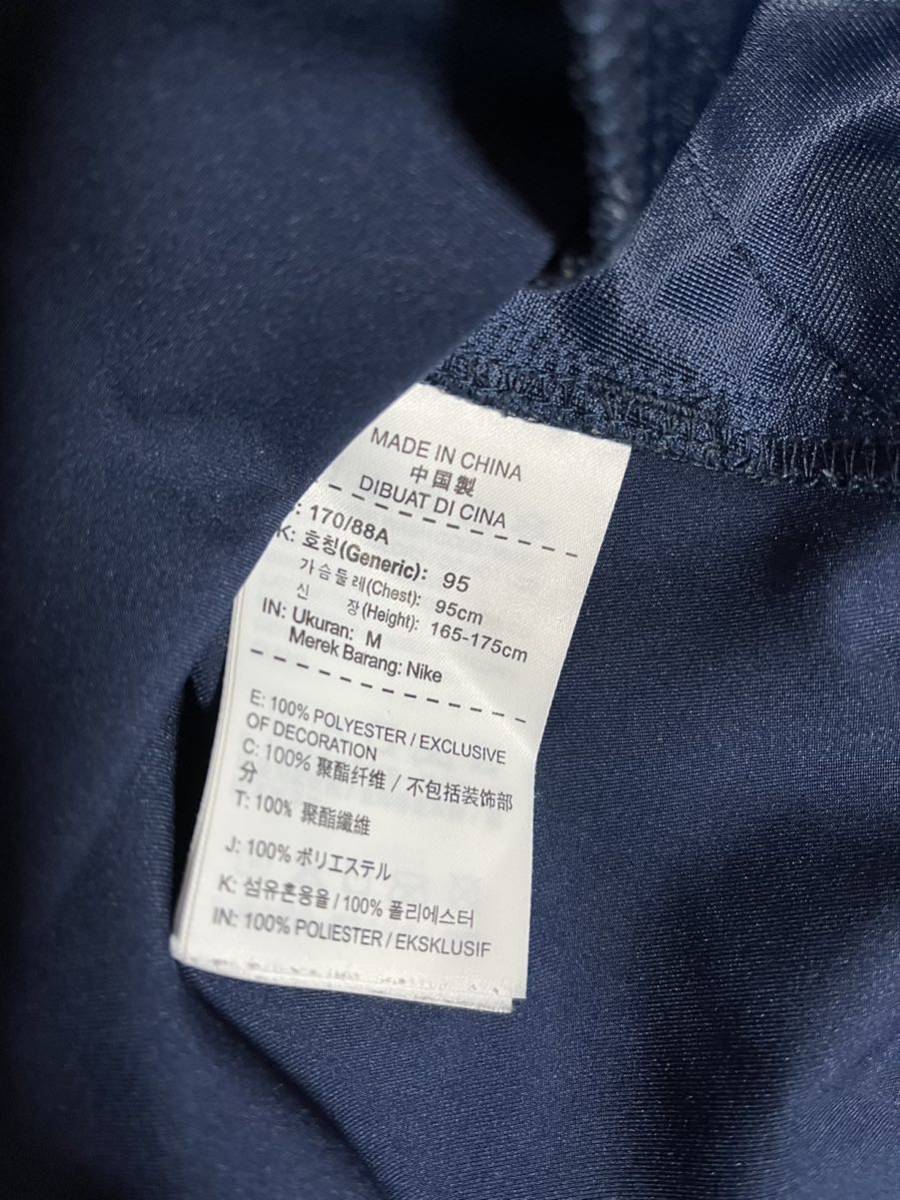 MADE IN CHINA
中国製
DIBUAT DI CINA
: 170/88A
K: 호칭(Generic): 95
가슴둘레(Chest): 95cm
신 장(Height): 165-175cm
IN: Ukuran: M
Merek Barang: Nike
E: 100% POLYESTER / EXCLUSIVE
OF DECORATION
C: 100% 聚酯纤维 / 不包括装饰部
分
T: 100% 聚酯纖維
J: 100% ポリエステル
K: 섬유혼용율 / 100% 폴리에스터
IN: 100% POLIESTER / EKSKLUSIF